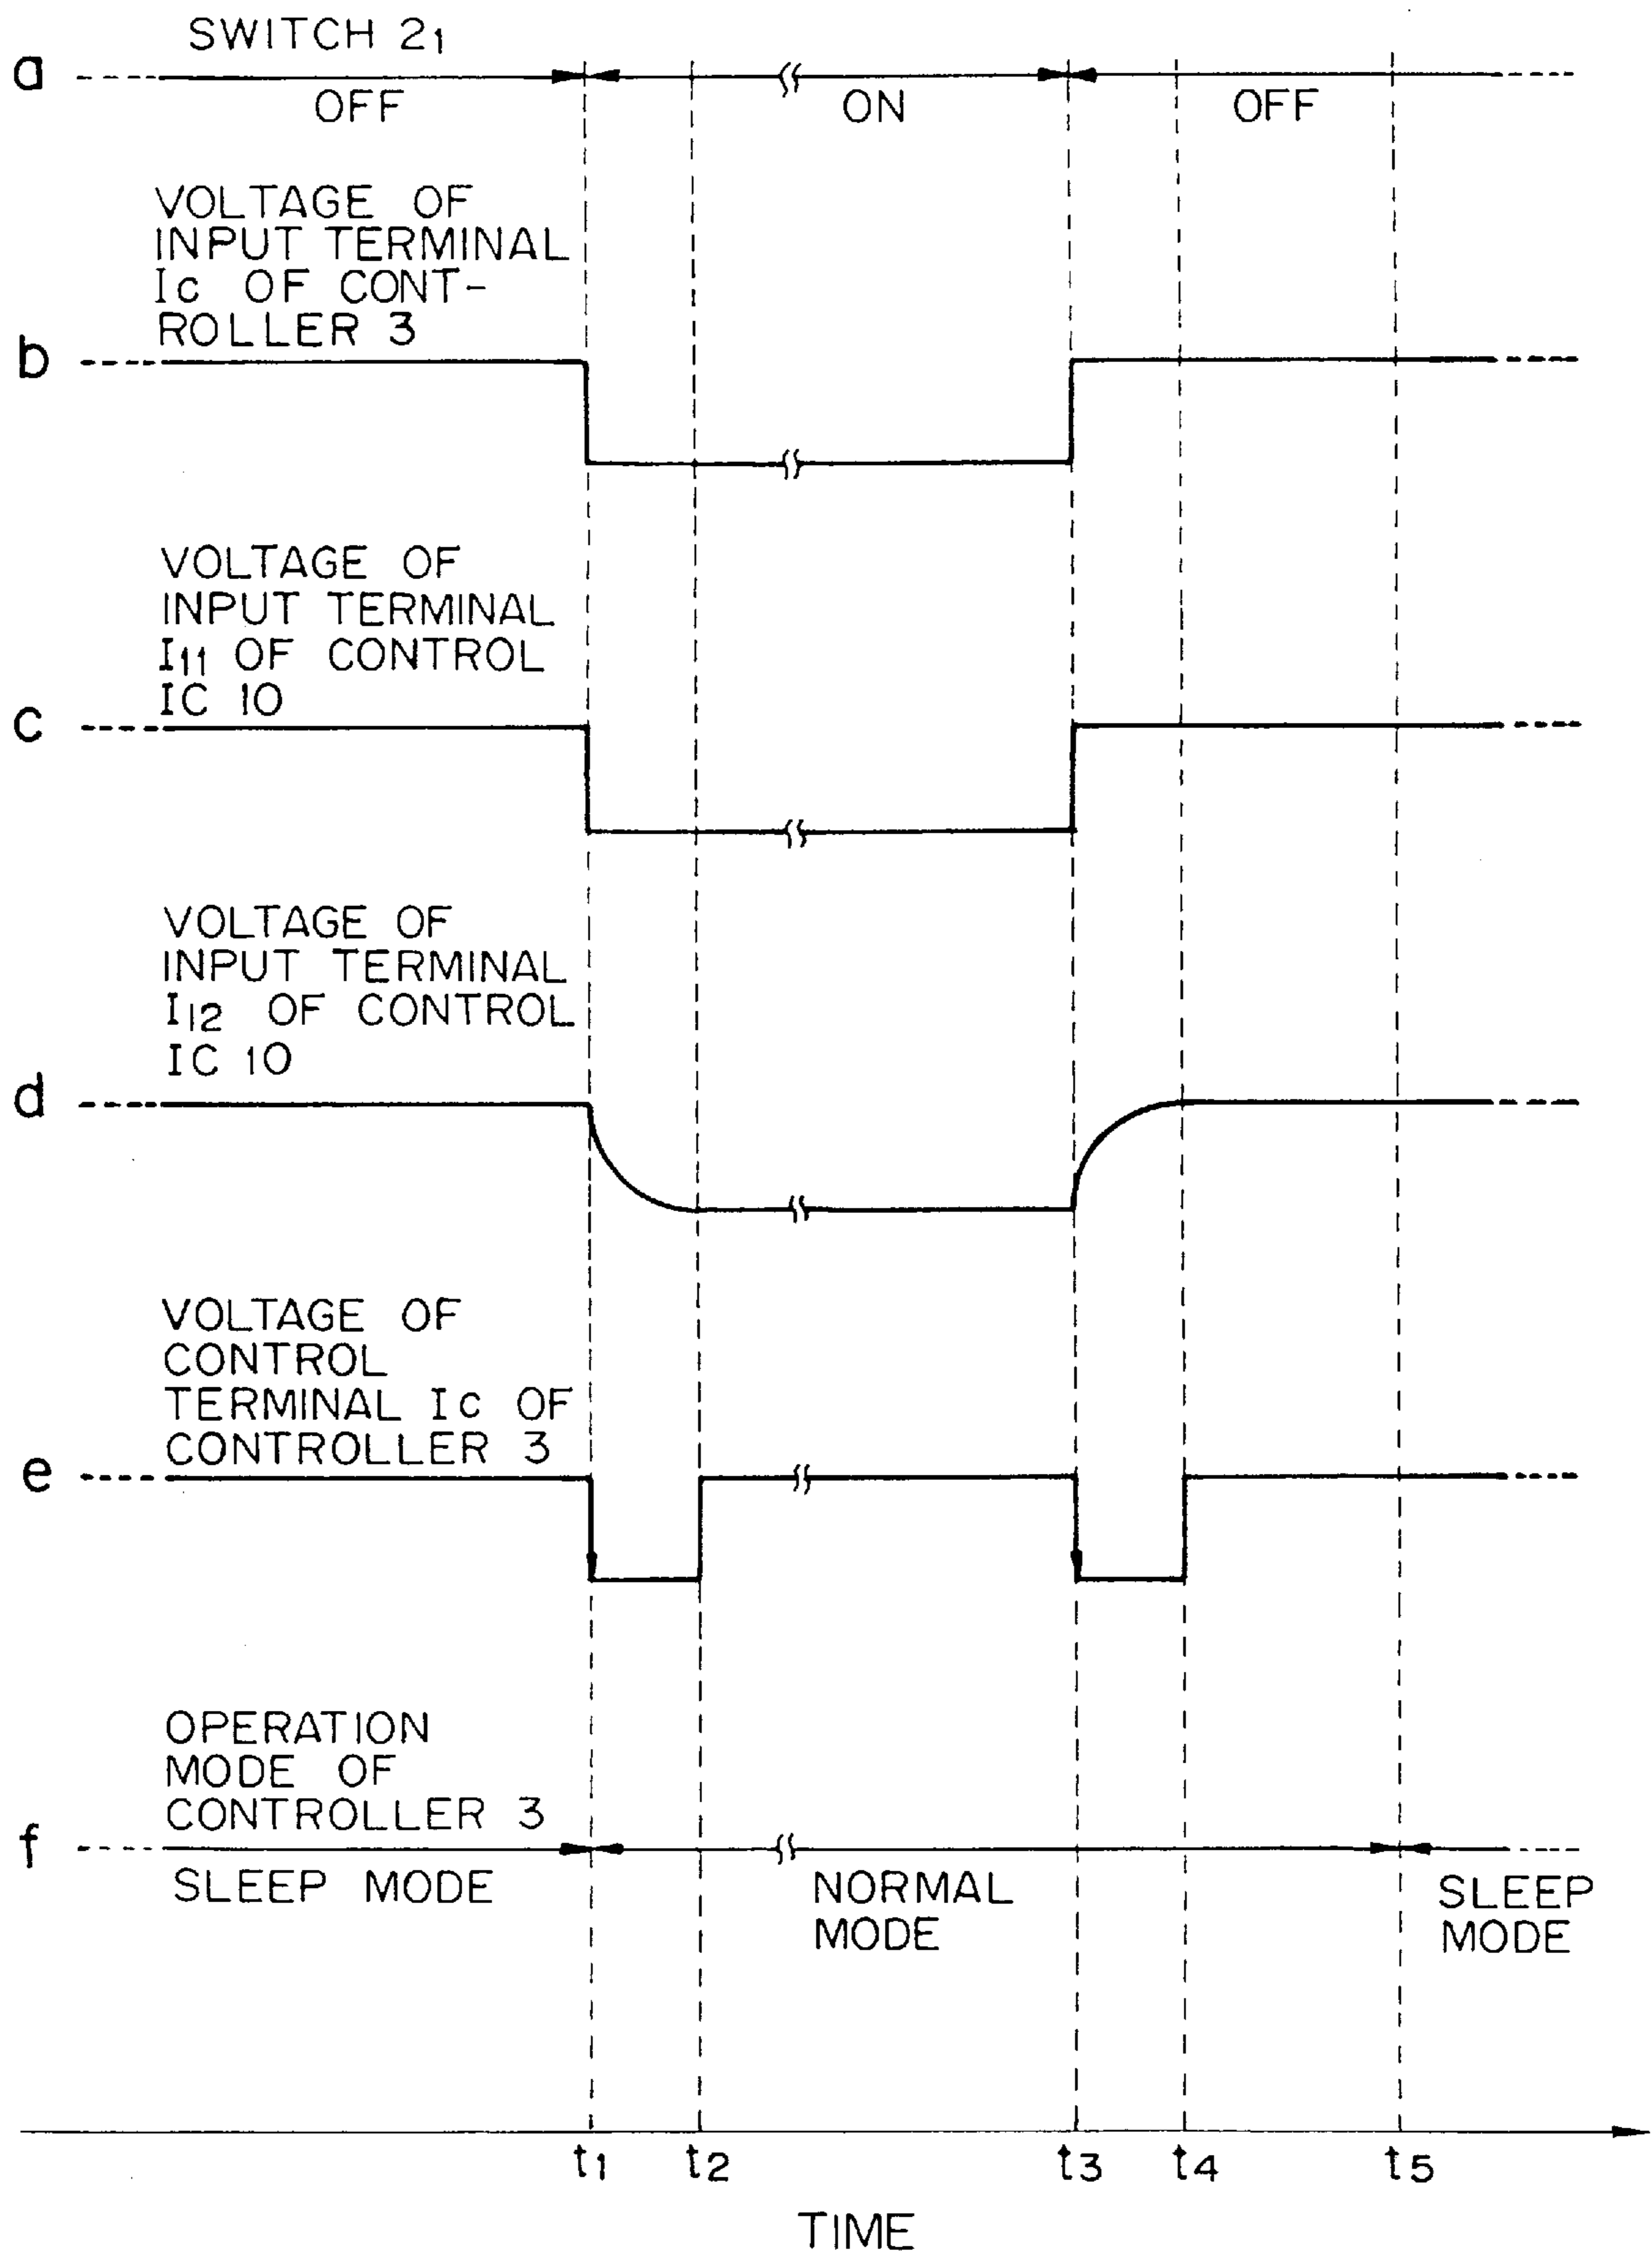 SWITCH 2₁
a
OFF ON OFF
VOLTAGE OF
INPUT TERMINAL
Ic OF CONT-
ROLLER 3
b
VOLTAGE OF
INPUT TERMINAL
I₁₁ OF CONTROL
IC 10
c
VOLTAGE OF
INPUT TERMINAL
I₁₂ OF CONTROL
IC 10
d
VOLTAGE OF
CONTROL
TERMINAL Ic OF
CONTROLLER 3
e
OPERATION
MODE OF
CONTROLLER 3
f
SLEEP MODE
NORMAL
MODE
SLEEP
MODE
t₁ t₂ t₃ t₄ t₅
TIME